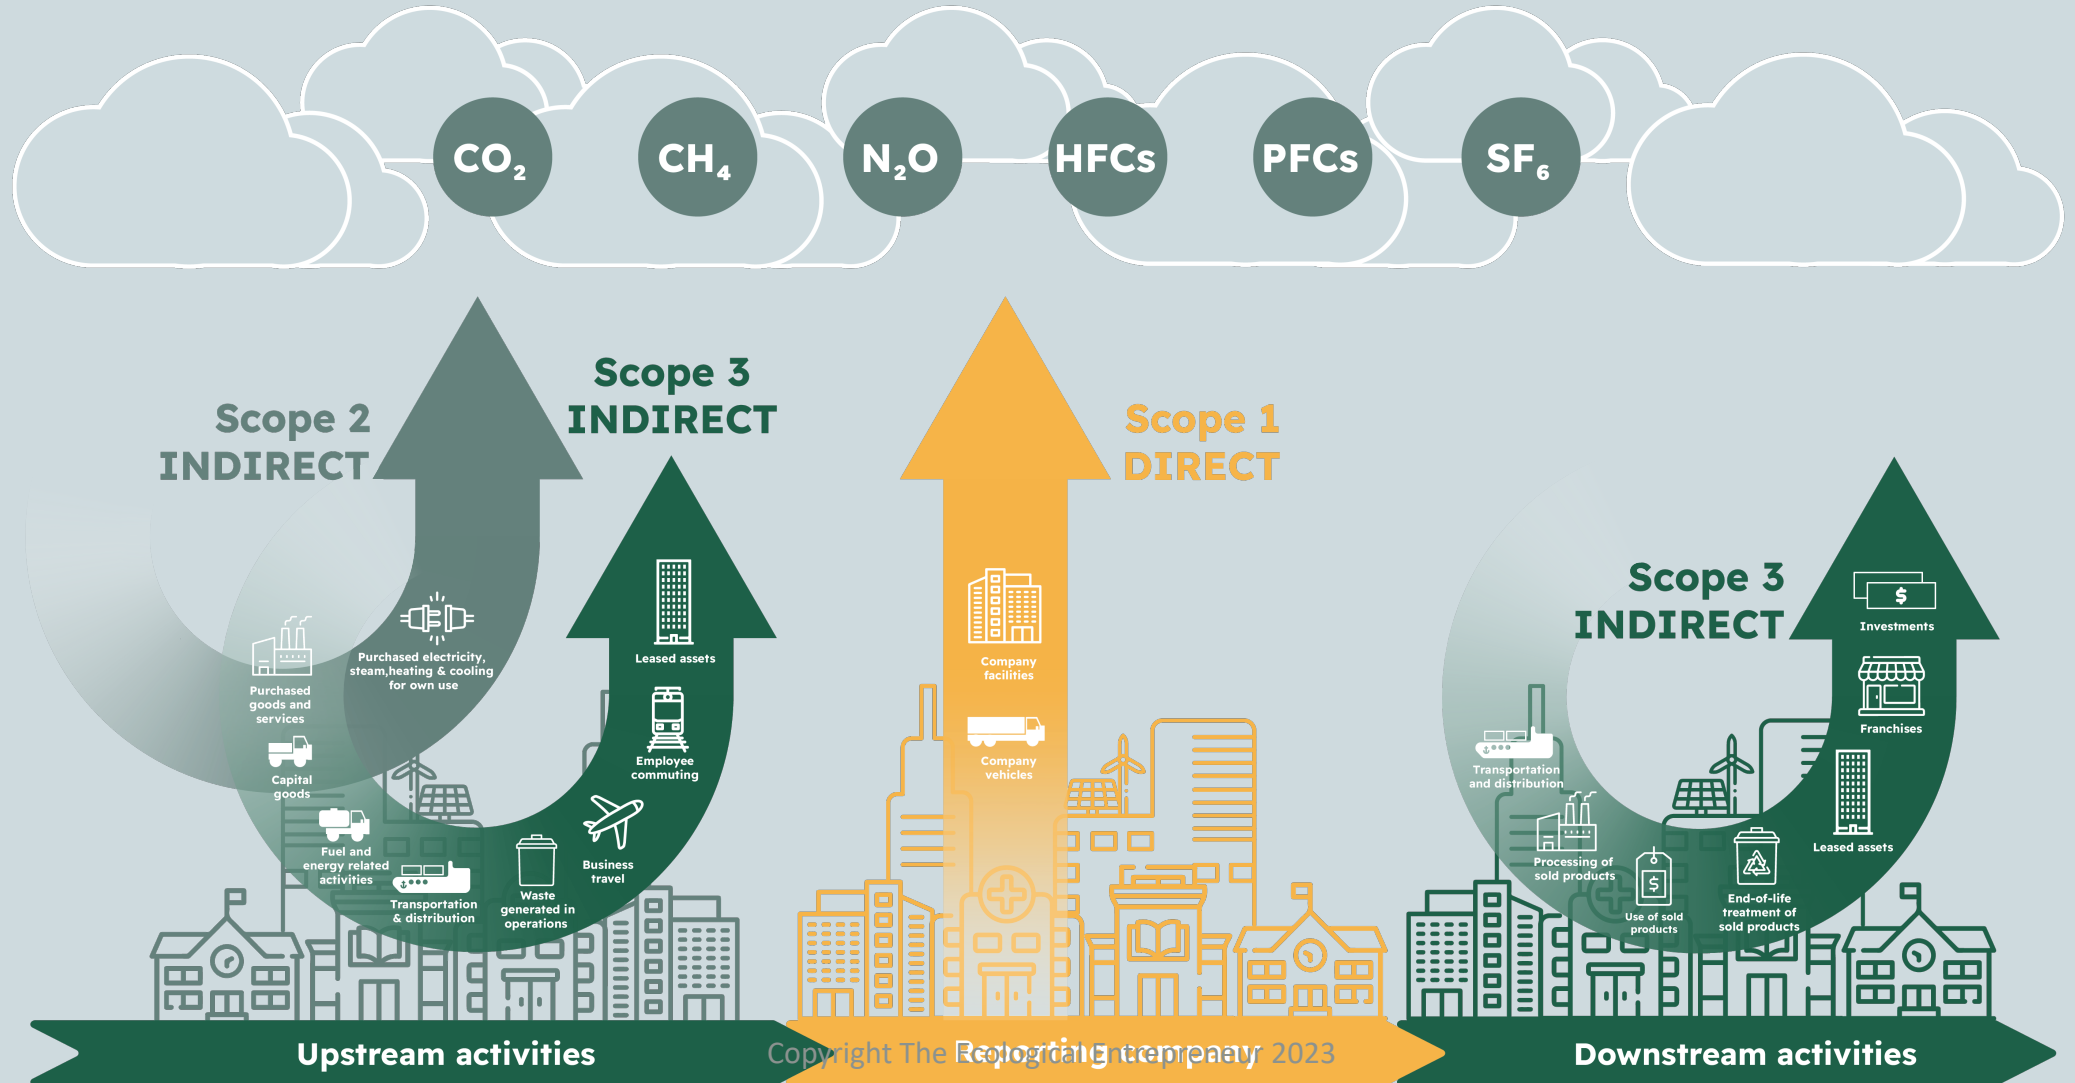 CO₂
CH₄
N₂O
HFCs
PFCs
SF₆
Scope 2
INDIRECT
Scope 3
INDIRECT
Scope 1
DIRECT
Scope 3
INDIRECT
Purchased electricity,
steam,heating & cooling
for own use
Purchased
goods and
services
Capital
goods
Fuel and
energy related
activities
Transportation
& distribution
Waste
generated in
operations
Business
travel
Employee
commuting
Leased assets
Company
facilities
Company
vehicles
Transportation
and distribution
Processing of
sold products
$
Use of sold
products
End-of-life
treatment of
sold products
Leased assets
Franchises
$
Investments
Upstream activities
Reporting company
Copyright The Ecological Entrepreneur 2023
Downstream activities